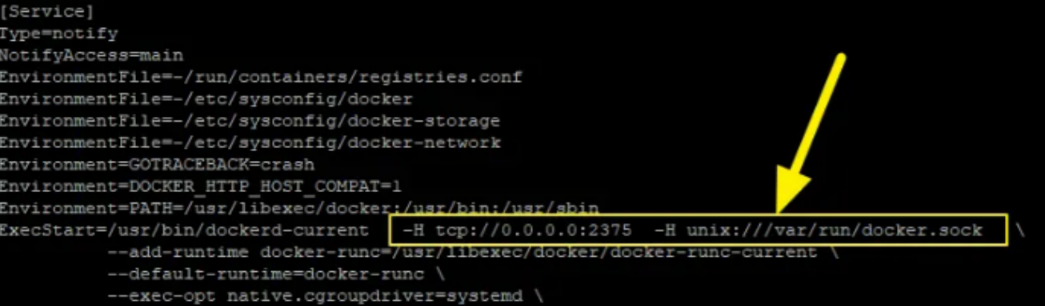 [Service]
Type=notify
NotifyAccess=main
EnvironmentFile=-/run/containers/registries.conf
EnvironmentFile=-/etc/sysconfig/docker
EnvironmentFile=-/etc/sysconfig/docker-storage
EnvironmentFile=-/etc/sysconfig/docker-network
Environment=GOTRACEBACK=crash
Environment=DOCKER_HTTP_HOST_COMPAT=1
Environment=PATH=/usr/libexec/docker:/usr/bin:/usr/sbin
ExecStart=/usr/bin/dockerd-current -H tcp://0.0.0.0:2375 -H unix:///var/run/docker.sock \
--add-runtime docker-runc=/usr/libexec/docker/docker-runc-current \
--default-runtime=docker-runc \
--exec-opt native.cgroupdriver=systemd \